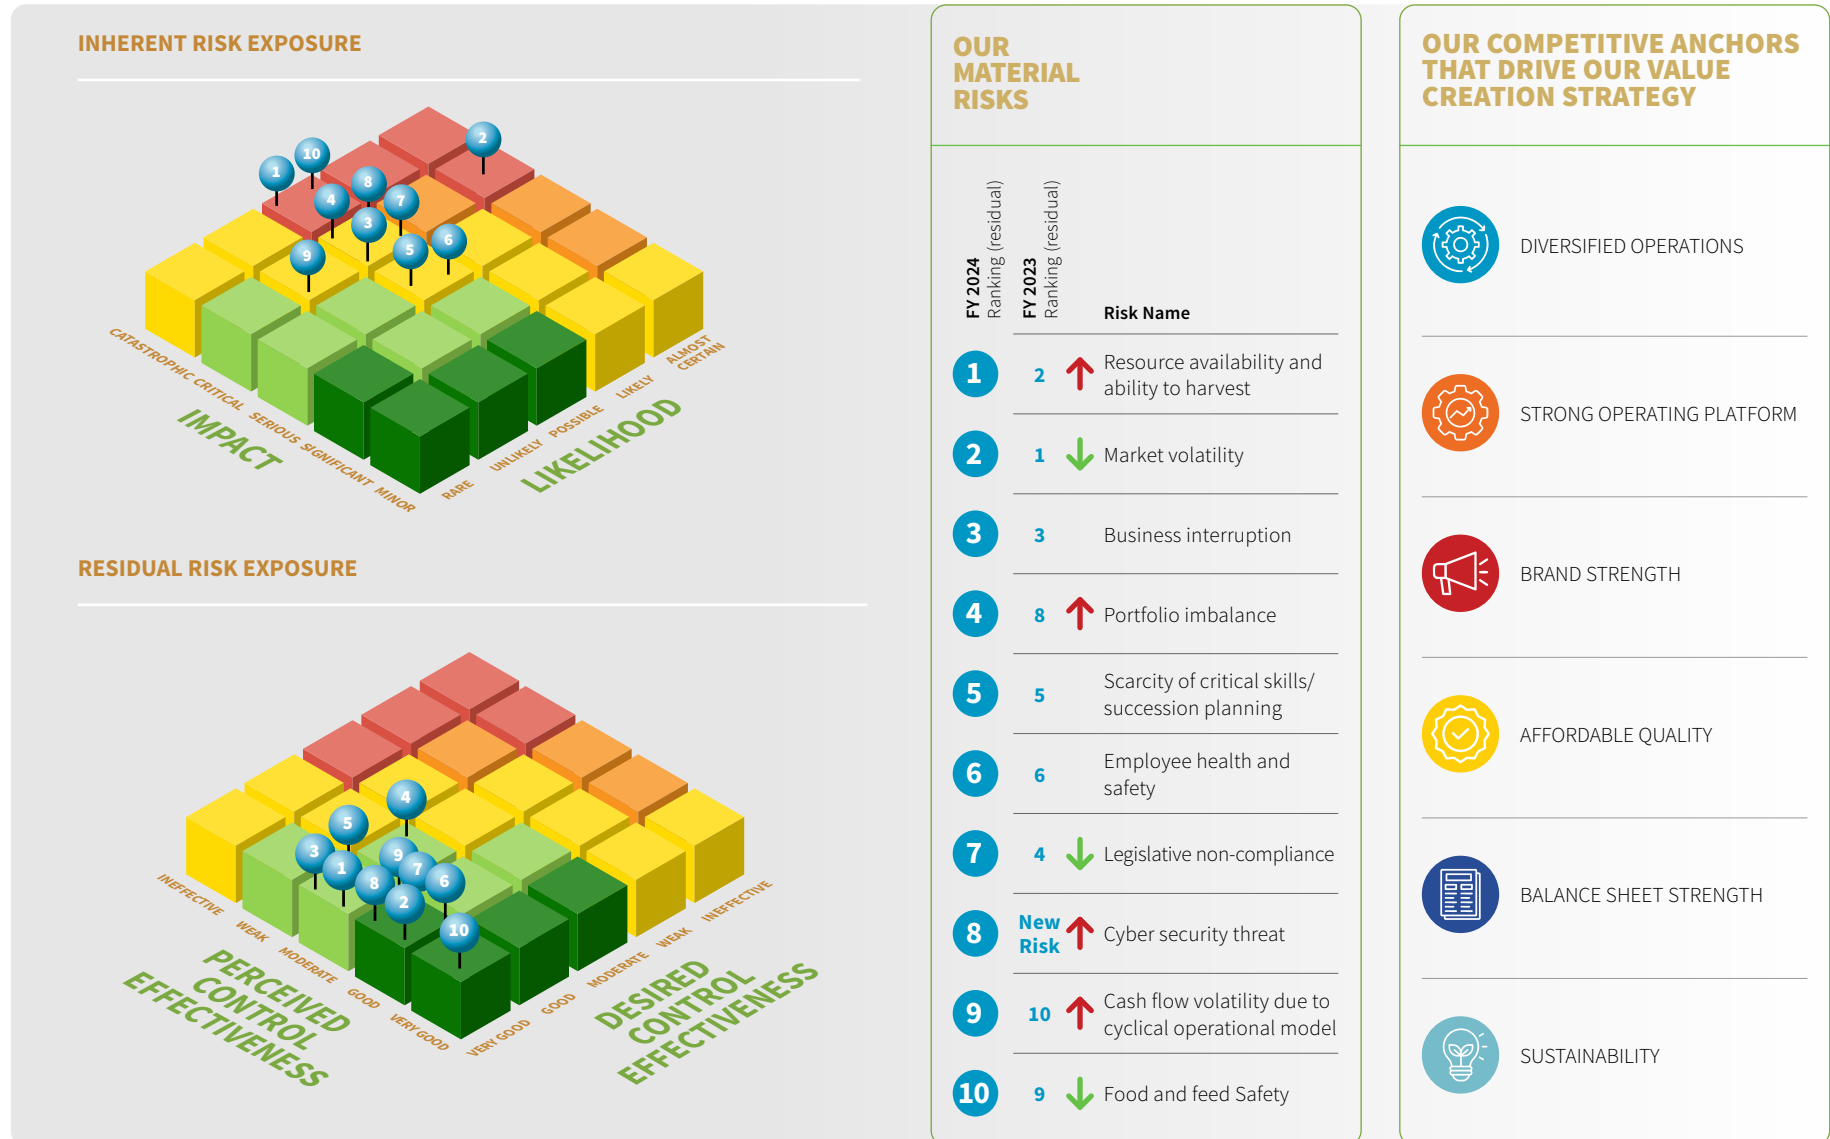 INHERENT RISK EXPOSURE
1
10
2
8
4
7
3
6
5
9
CATASTROPHIC
CRITICAL
SERIOUS
SIGNIFICANT
MINOR
IMPACT
RARE
UNLIKELY
POSSIBLE
LIKELY
ALMOST
CERTAIN
LIKELIHOOD
RESIDUAL RISK EXPOSURE
4
5
3
9
1
7
8
6
2
10
INEFFECTIVE
WEAK
MODERATE
GOOD
VERY GOOD
PERCEIVED
CONTROL
EFFECTIVENESS
VERY GOOD
GOOD
MODERATE
WEAK
INEFFECTIVE
DESIRED
CONTROL
EFFECTIVENESS
OUR
MATERIAL
RISKS
FY 2024
Ranking (residual)
FY 2023
Ranking (residual)
Risk Name
1 2 Resource availability and
ability to harvest
2 1 Market volatility
3 3 Business interruption
4 8 Portfolio imbalance
5 5 Scarcity of critical skills/
succession planning
6 6 Employee health and
safety
7 4 Legislative non-compliance
8 New Risk Cyber security threat
9 10 Cash flow volatility due to
cyclical operational model
10 9 Food and feed Safety
OUR COMPETITIVE ANCHORS
THAT DRIVE OUR VALUE
CREATION STRATEGY
DIVERSIFIED OPERATIONS
STRONG OPERATING PLATFORM
BRAND STRENGTH
AFFORDABLE QUALITY
BALANCE SHEET STRENGTH
SUSTAINABILITY